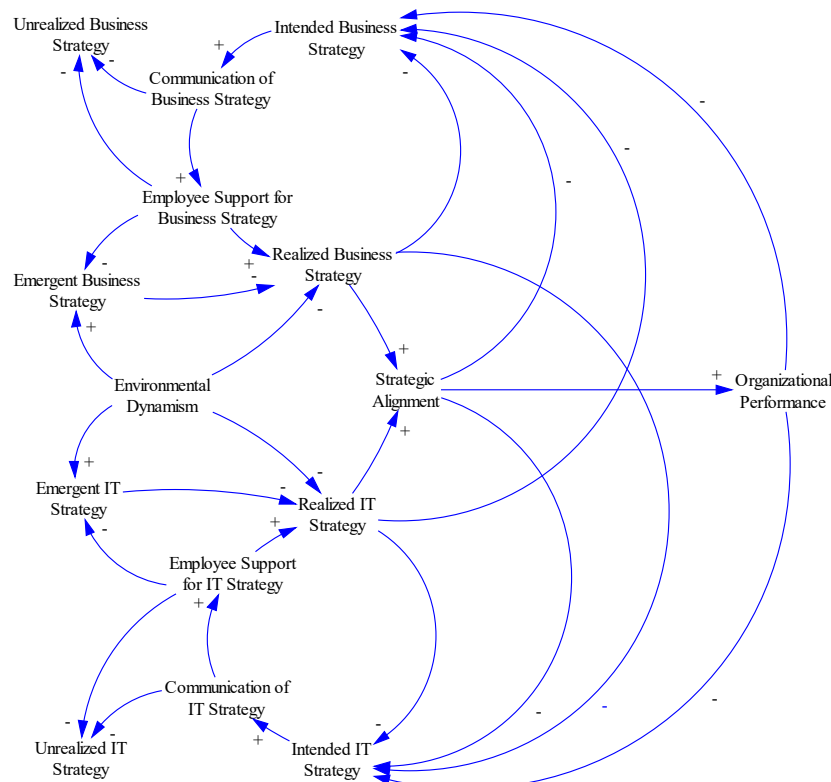 Unrealized Business
Strategy
Intended Business
Strategy
+
-
-
-
Communication of
Business Strategy
-
-
-
-
+
Employee Support for
Business Strategy
-
+
-
Realized Business
Strategy
Emergent Business
Strategy
+
-
+
Environmental
Dynamism
Strategic
Alignment
+
Organizational
Performance
+
+
-
-
Emergent IT
Strategy
-
+
Realized IT
Strategy
Employee Support
for IT Strategy
+
Communication of
IT Strategy
-
-
-
-
-
-
+
Unrealized IT
Strategy
Intended IT
Strategy